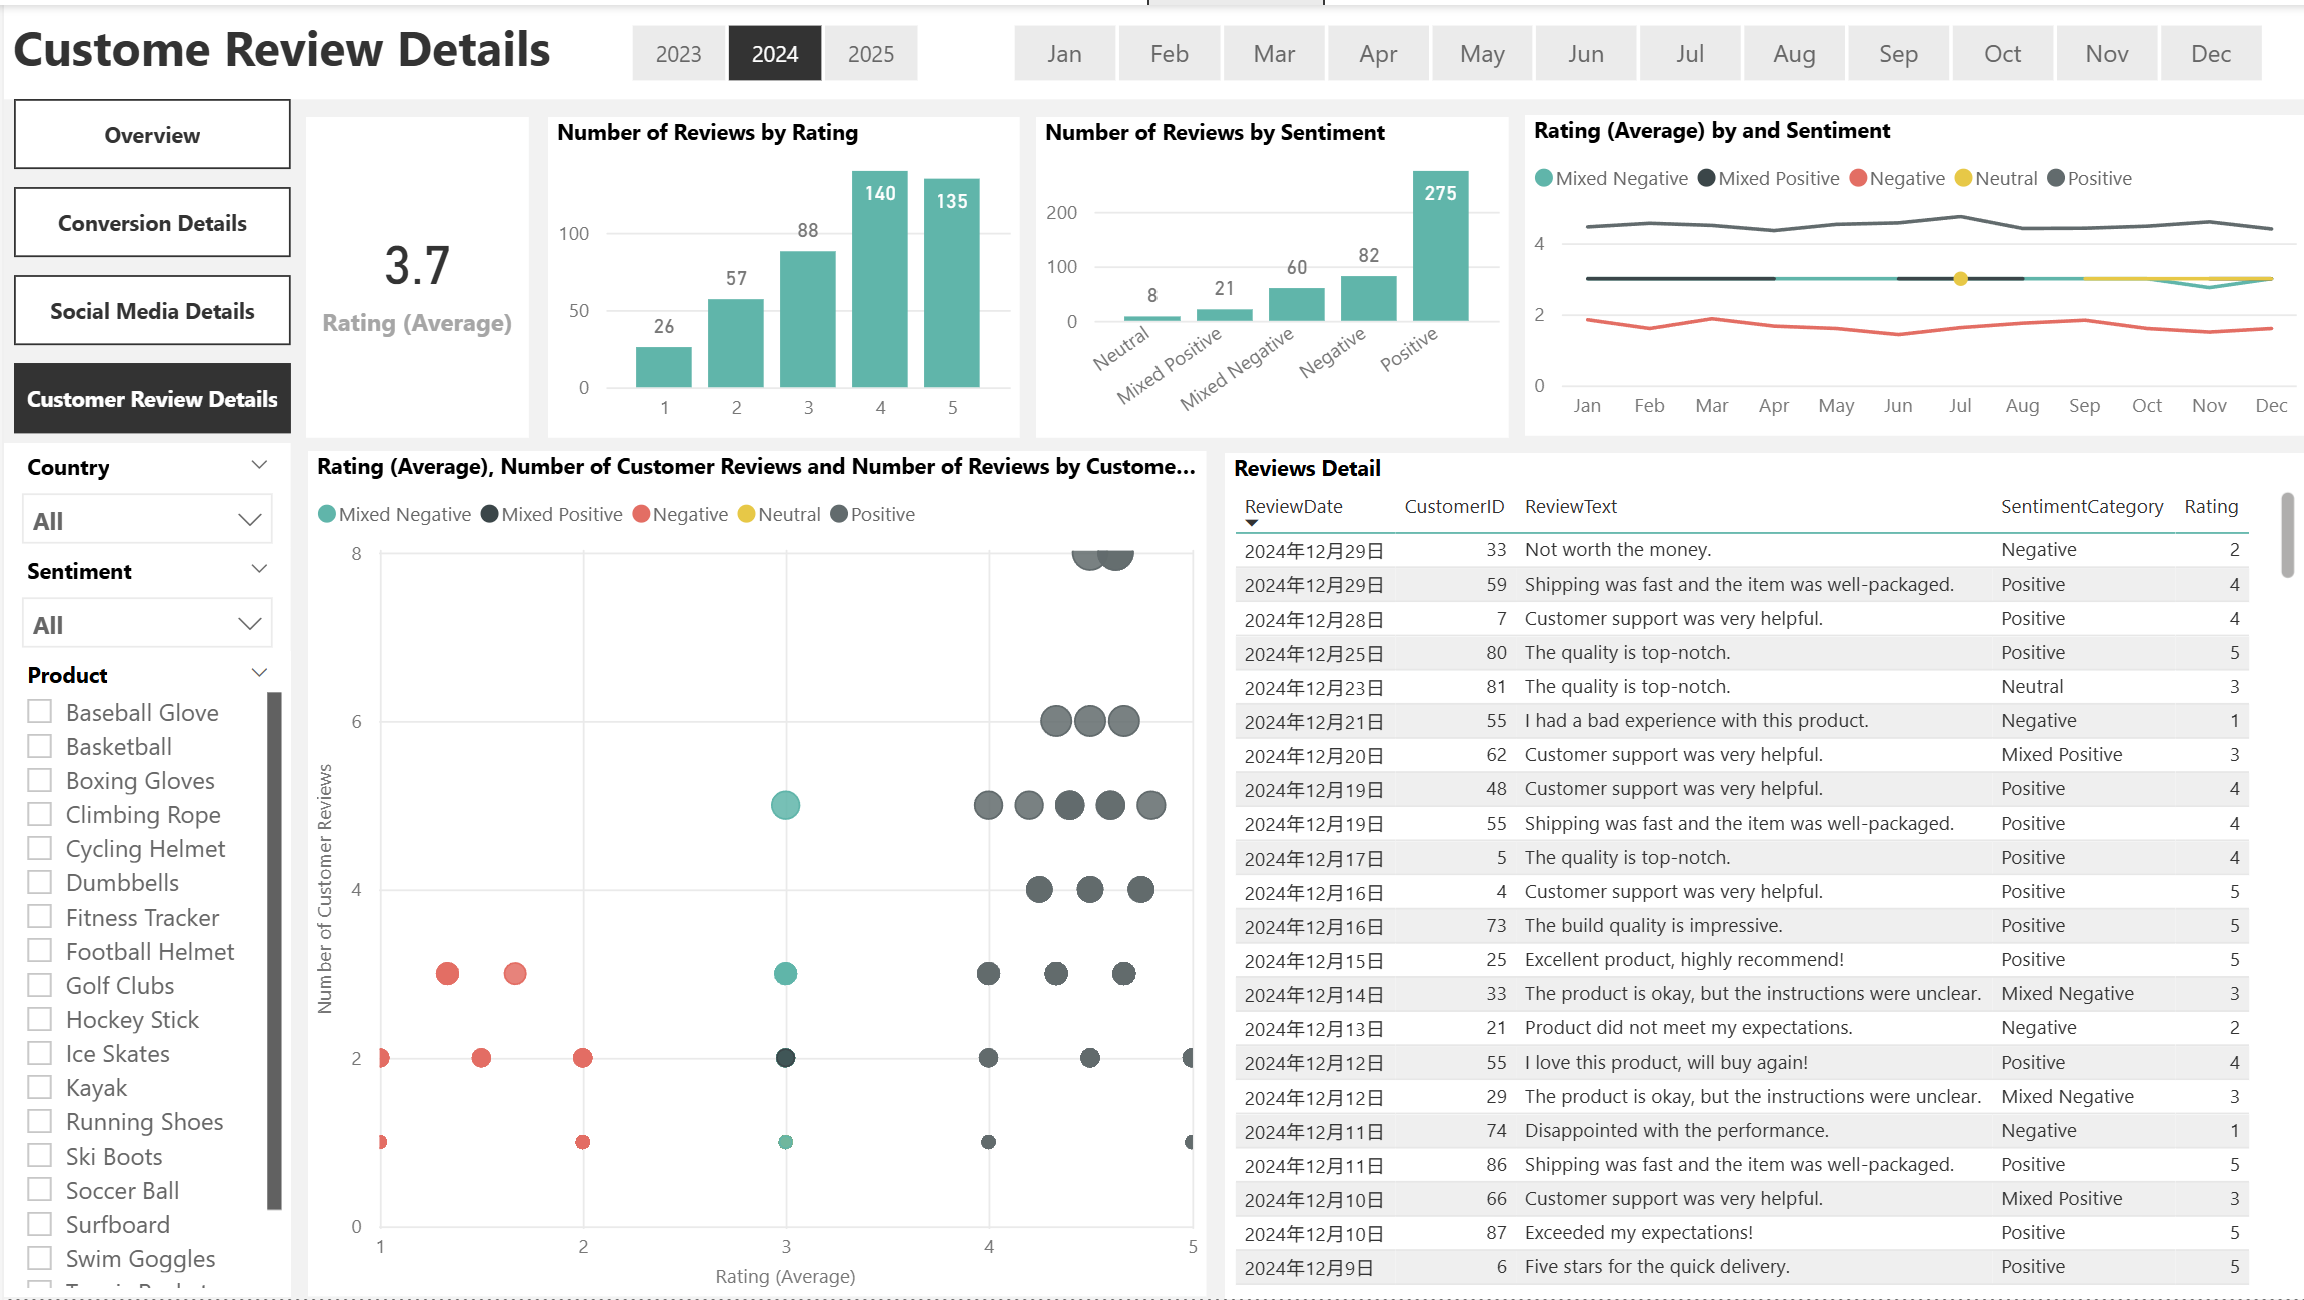 Custome Review Details
2023
2024
2025
Jan
Feb
Mar
Apr
May
Jun
Jul
Aug
Sep
Oct
Nov
Dec
Overview
Conversion Details
Social Media Details
Customer Review Details
3.7
Rating (Average)
Number of Reviews by Rating
100
50
0
26
57
88
140
135
1 2 3 4 5
Number of Reviews by Sentiment
200
100
0
8
21
60
82
275
Neutral
Mixed Positive
Mixed Negative
Negative
Positive
Rating (Average) by and Sentiment
Mixed Negative Mixed Positive Negative Neutral Positive
4
2
0
Jan Feb Mar Apr May Jun Jul Aug Sep Oct Nov Dec
Country
All
Sentiment
All
Product
Baseball Glove
Basketball
Boxing Gloves
Climbing Rope
Cycling Helmet
Dumbbells
Fitness Tracker
Football Helmet
Golf Clubs
Hockey Stick
Ice Skates
Kayak
Running Shoes
Ski Boots
Soccer Ball
Surfboard
Swim Goggles
Rating (Average), Number of Customer Reviews and Number of Reviews by Custome...
Mixed Negative Mixed Positive Negative Neutral Positive
Number of Customer Reviews
8
6
4
2
0
1 2 3 4 5
Rating (Average)
Reviews Detail
ReviewDate CustomerID ReviewText SentimentCategory Rating
2024年12月29日 33 Not worth the money. Negative 2
2024年12月29日 59 Shipping was fast and the item was well-packaged. Positive 4
2024年12月28日 7 Customer support was very helpful. Positive 4
2024年12月25日 80 The quality is top-notch. Positive 5
2024年12月23日 81 The quality is top-notch. Neutral 3
2024年12月21日 55 I had a bad experience with this product. Negative 1
2024年12月20日 62 Customer support was very helpful. Mixed Positive 3
2024年12月19日 48 Customer support was very helpful. Positive 4
2024年12月19日 55 Shipping was fast and the item was well-packaged. Positive 4
2024年12月17日 5 The quality is top-notch. Positive 4
2024年12月16日 4 Customer support was very helpful. Positive 5
2024年12月16日 73 The build quality is impressive. Positive 5
2024年12月15日 25 Excellent product, highly recommend! Positive 5
2024年12月14日 33 The product is okay, but the instructions were unclear. Mixed Negative 3
2024年12月13日 21 Product did not meet my expectations. Negative 2
2024年12月12日 55 I love this product, will buy again! Positive 4
2024年12月12日 29 The product is okay, but the instructions were unclear. Mixed Negative 3
2024年12月11日 74 Disappointed with the performance. Negative 1
2024年12月11日 86 Shipping was fast and the item was well-packaged. Positive 5
2024年12月10日 66 Customer support was very helpful. Mixed Positive 3
2024年12月10日 87 Exceeded my expectations! Positive 5
2024年12月9日 6 Five stars for the quick delivery. Positive 5